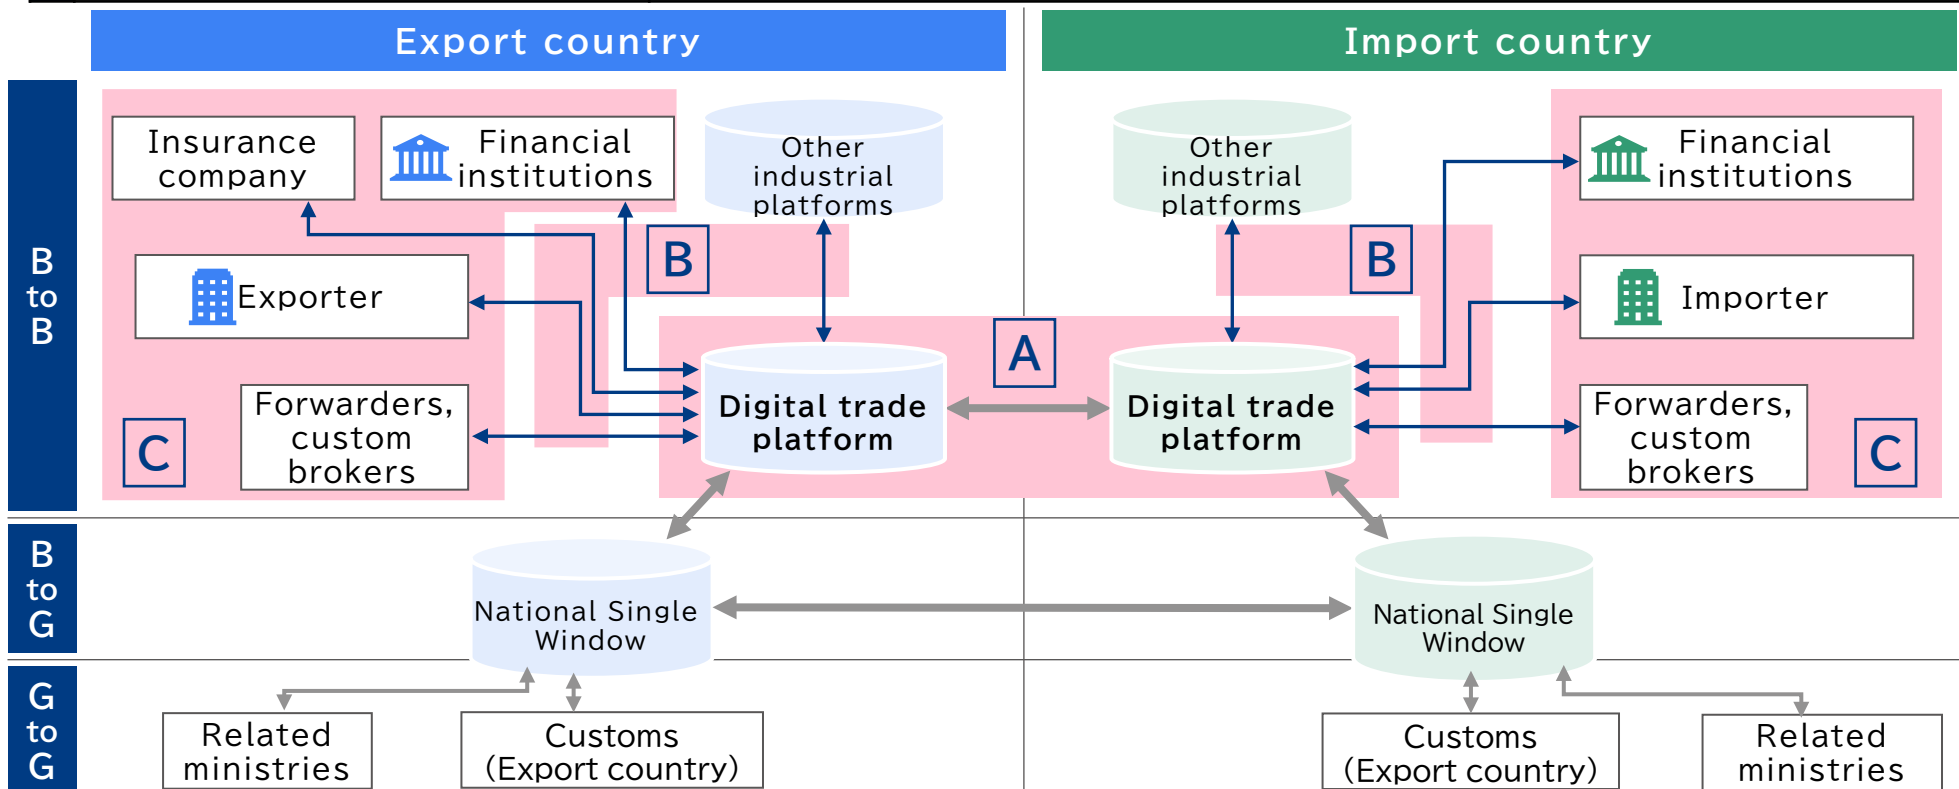 Export country
Import country
B
to
B
Insurance
company
Financial
institutions
Other
industrial
platforms
Other
industrial
platforms
Financial
institutions
B
B
Exporter
Importer
A
Digital trade
platform
Digital trade
platform
Forwarders,
custom
brokers
C
Forwarders,
custom
brokers
C
B
to
G
National Single
Window
National Single
Window
G
to
G
Related
ministries
Customs
(Export country)
Customs
(Export country)
Related
ministries